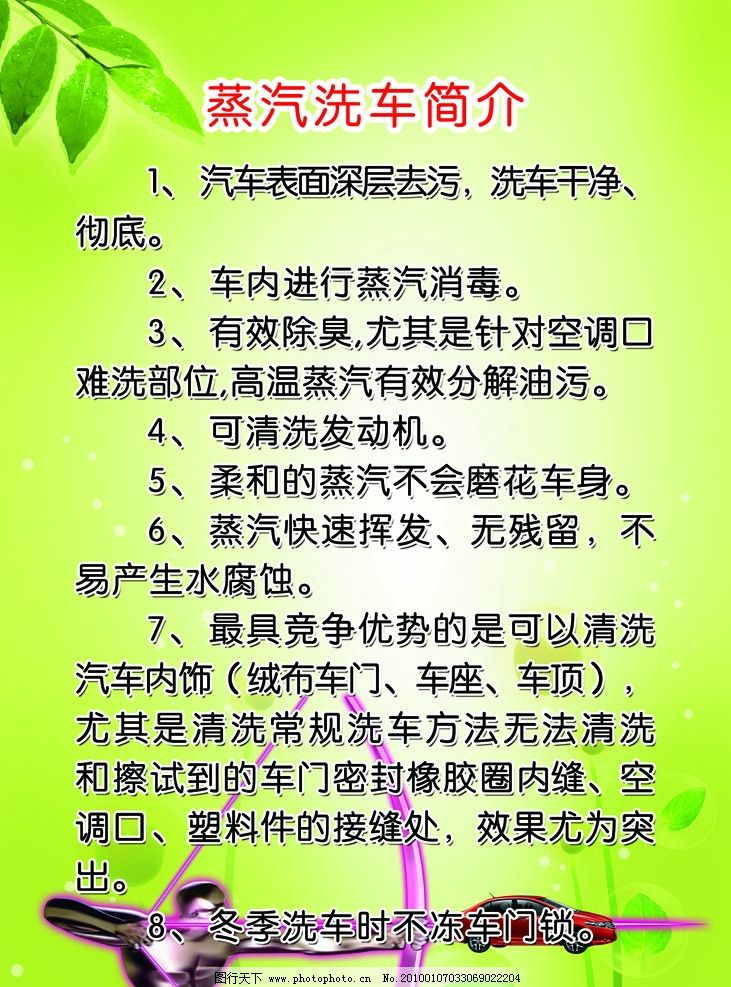 蒸汽洗车简介
1、汽车表面深层去污，洗车干净、
彻底。
2、车内进行蒸汽消毒。
3、有效除臭,尤其是针对空调口
难洗部位,高温蒸汽有效分解油污。
4、可清洗发动机。
5、柔和的蒸汽不会磨花车身。
6、蒸汽快速挥发、无残留，不
易产生水腐蚀。
7、最具竞争优势的是可以清洗
汽车内饰（绒布车门、车座、车顶），
尤其是清洗常规洗车方法无法清洗
和擦试到的车门密封橡胶圈内缝、空
调口、塑料件的接缝处，效果尤为突
出。
8、冬季洗车时不冻车门锁。
图行天下 www.photophoto.cn No.20100107033069022204